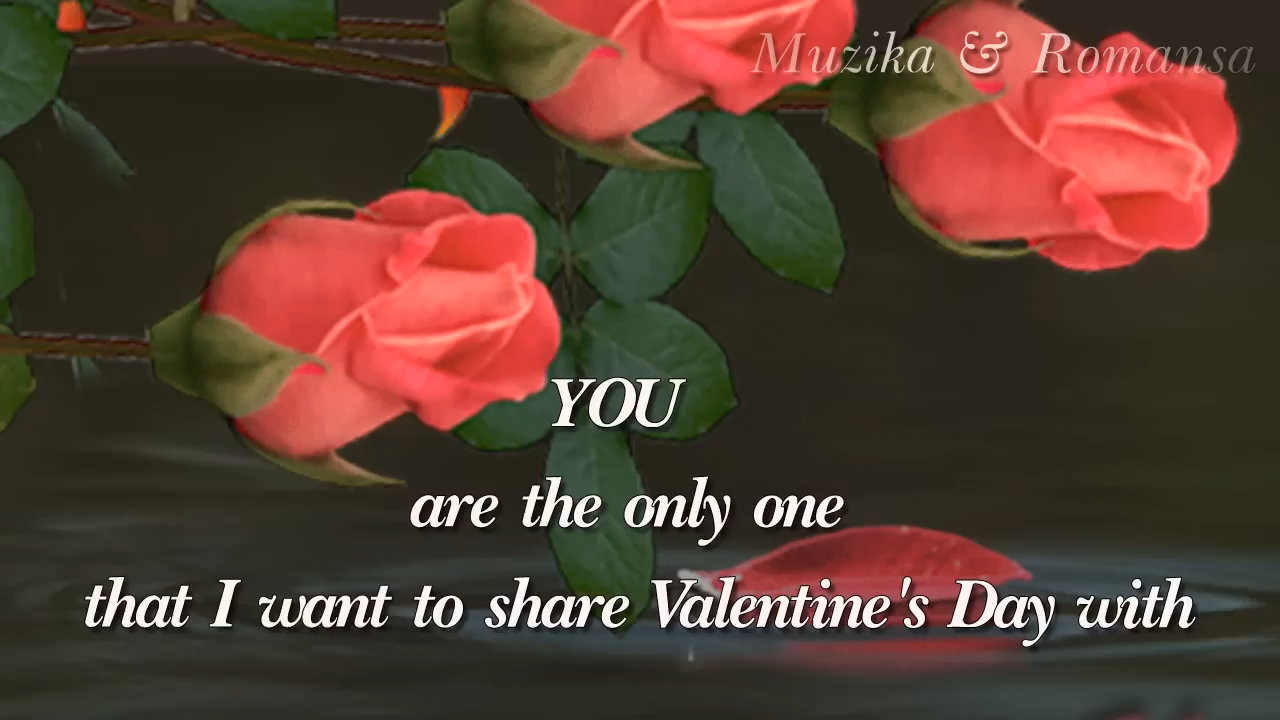 Muzika & Romansa
YOU
are the only one
that I want to share Valentine's Day with